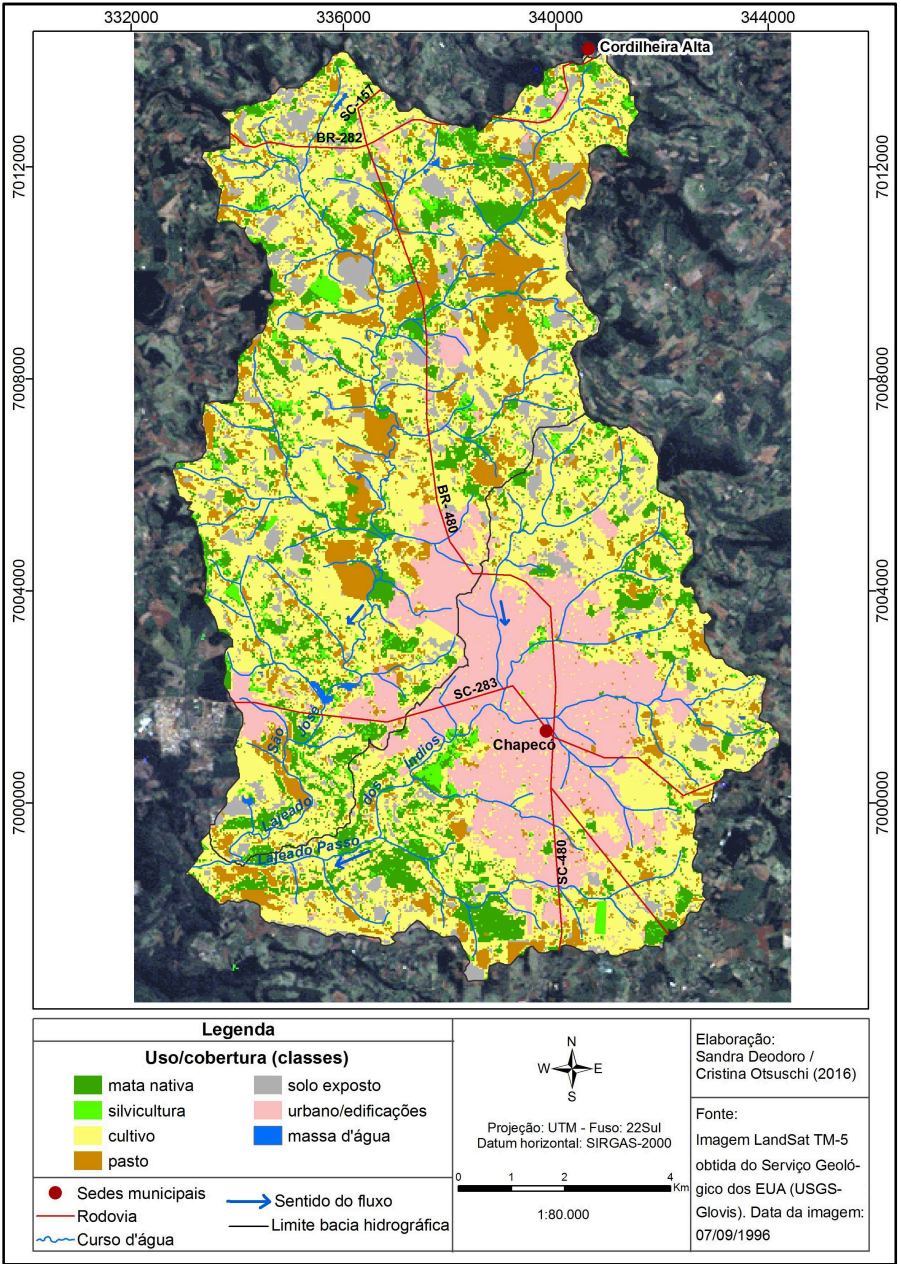 332000
336000
340000
344000
Cordilheira Alta
SC-157
BR-282
7012000
7012000
7008000
7008000
BR- 480
7004000
7004000
SC-283
Chapecó
São
José
Lajeado
dos
Índios
Lajeado Passo
7000000
7000000
SC-480
Legenda
Uso/cobertura (classes)
mata nativa
silvicultura
cultivo
pasto
solo exposto
urbano/edificações
massa d'água
Sedes municipais
Rodovia
Curso d'água
Sentido do fluxo
Limite bacia hidrográfica
N
W
E
S
Projeção: UTM - Fuso: 22Sul
Datum horizontal: SIRGAS-2000
0 1 2 4
Km
1:80.000
Elaboração:
Sandra Deodoro /
Cristina Otsuschi (2016)
Fonte:
Imagem LandSat TM-5
obtida do Serviço Geoló-
gico dos EUA (USGS-
Glovis). Data da imagem:
07/09/1996